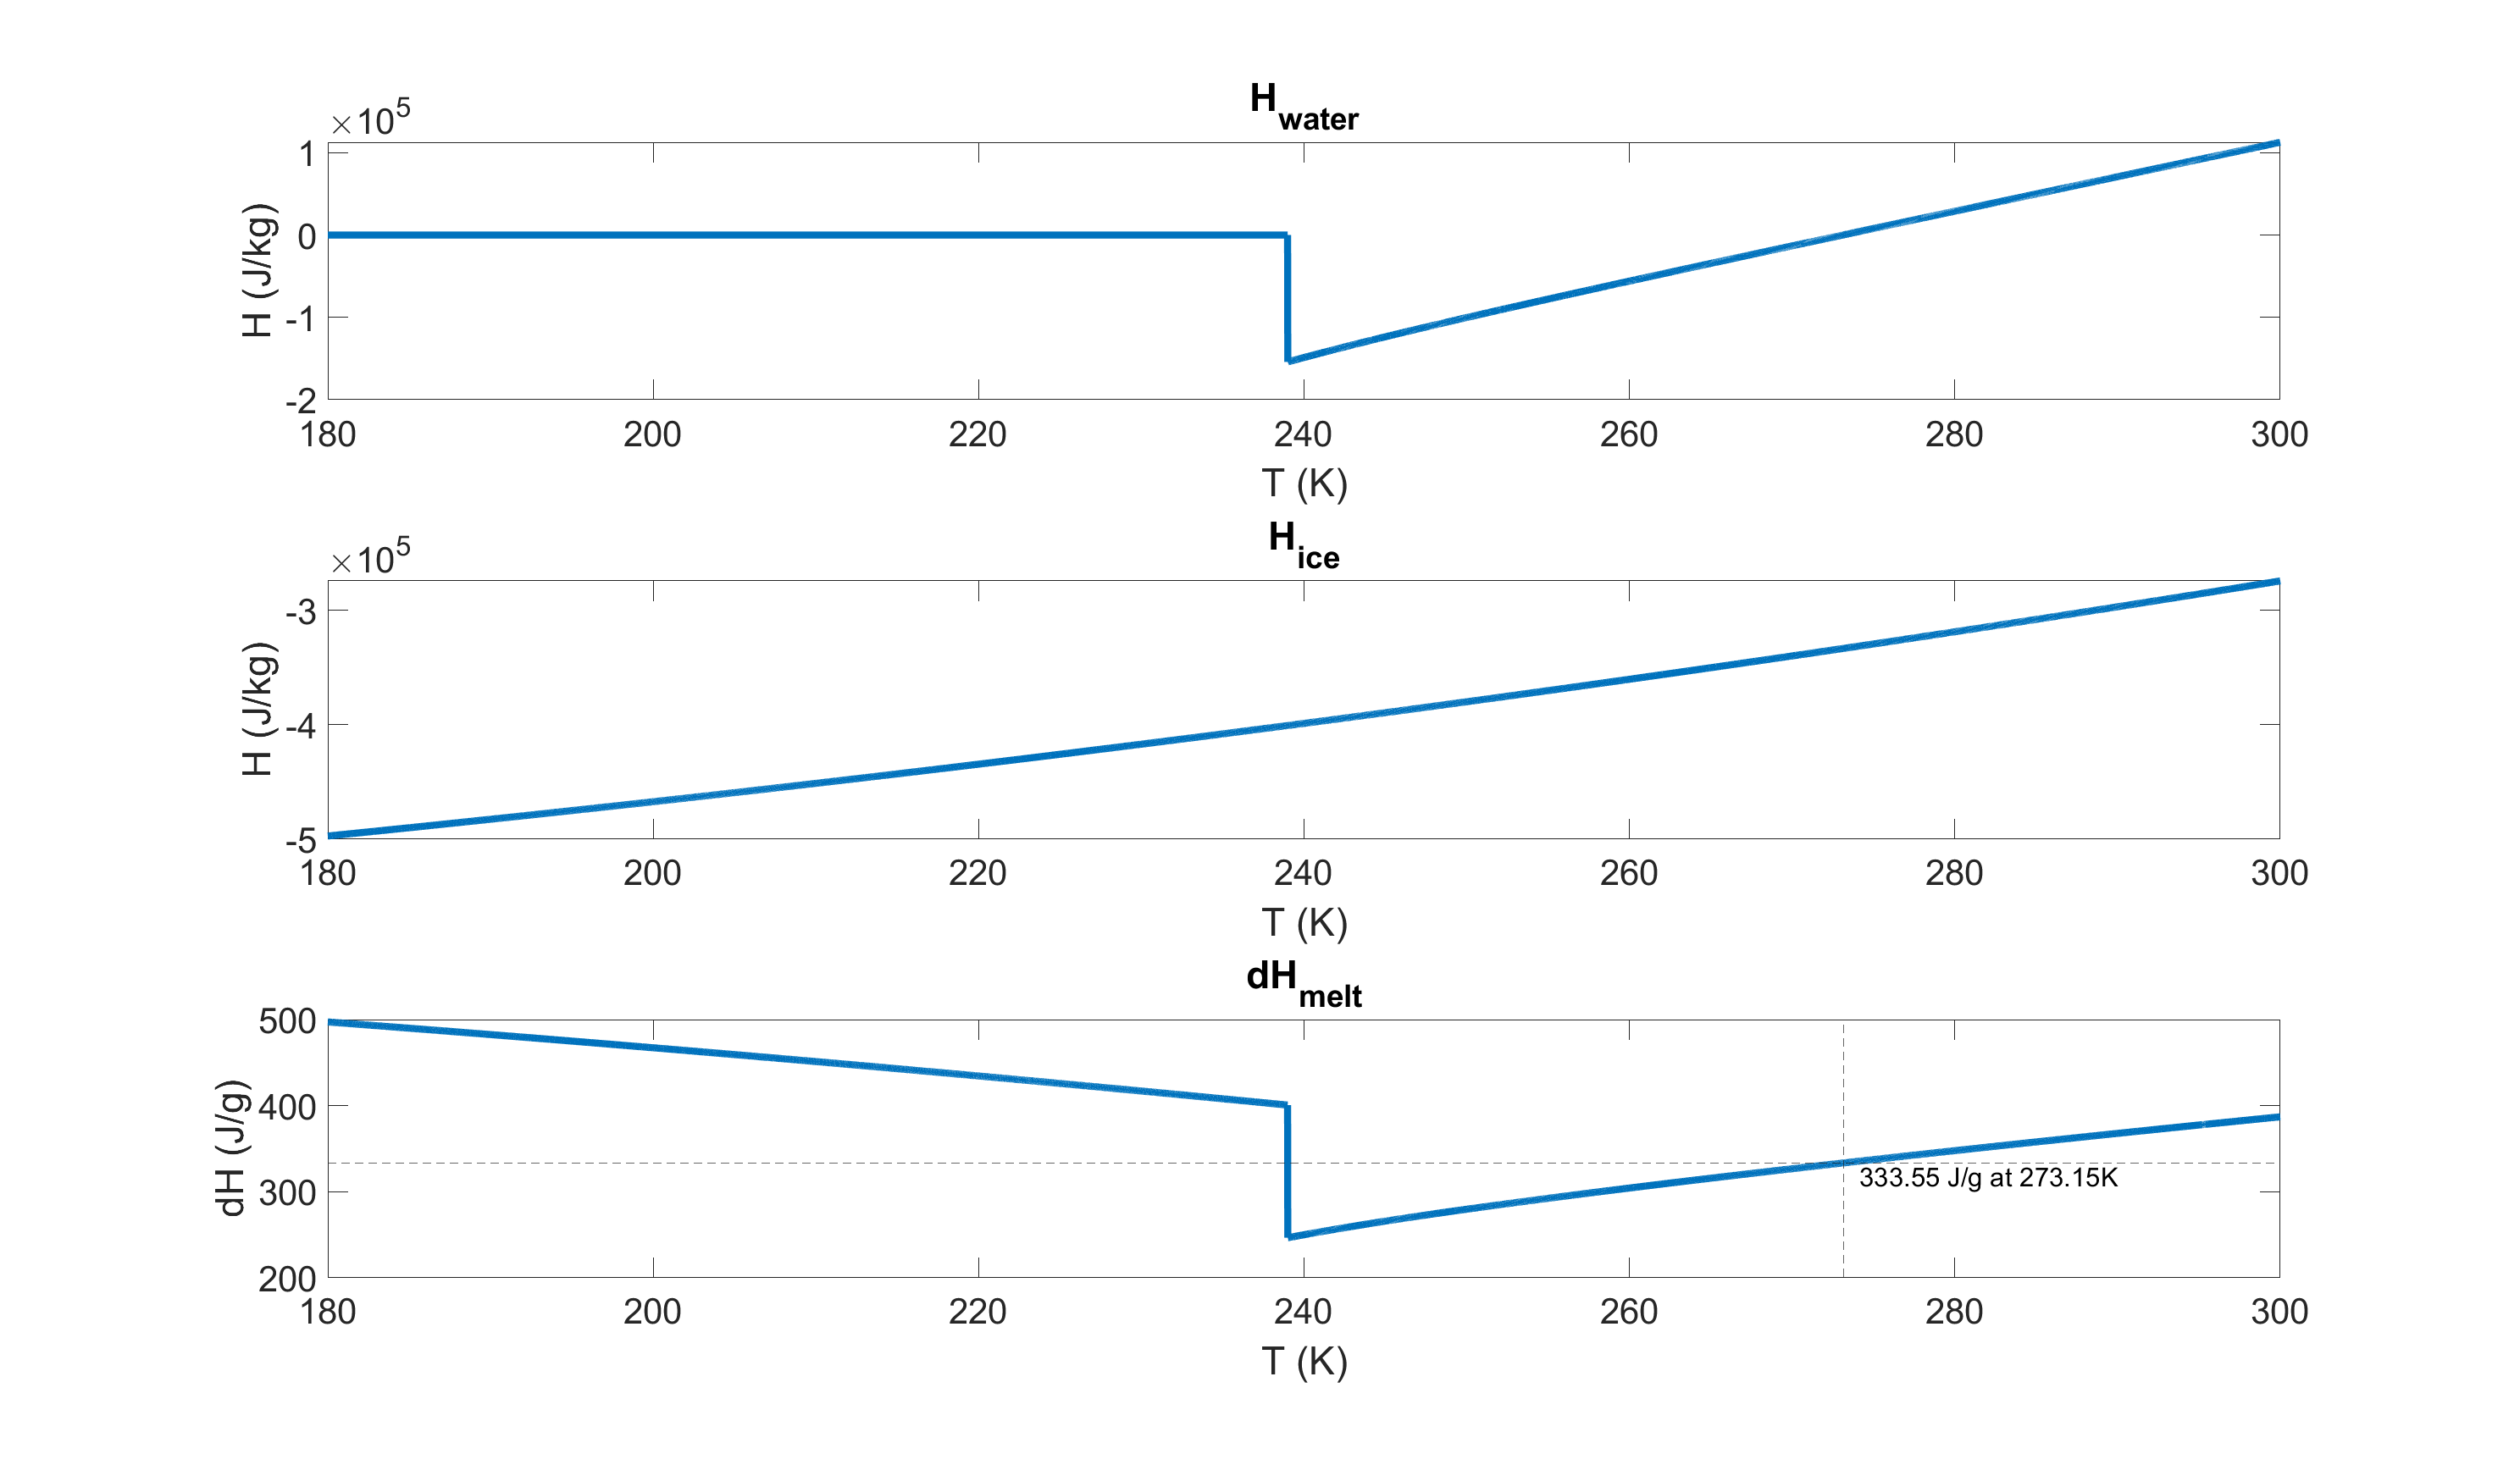 H_water
×10^5
H (J/kg)
1
0
-1
-2
180 200 220 240 260 280 300
T (K)
H_ice
×10^5
H (J/kg)
-3
-4
-5
180 200 220 240 260 280 300
T (K)
dH_melt
dH (J/g)
500
400
300
200
333.55 J/g at 273.15K
180 200 220 240 260 280 300
T (K)